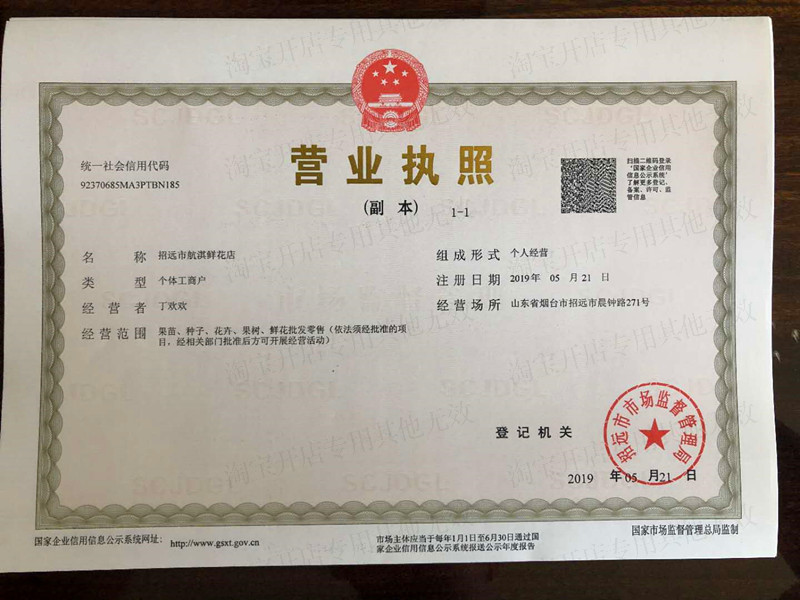 淘宝开店专用其他无效
统一社会信用代码
92370685MA3PTBN185
营业执照
(副 本) 1-1
扫描二维码登录
“国家企业信用
信息公示系统”
了解更多登记、
备案、许可、监
管信息
名 称 招远市航淇鲜花店
类 型 个体工商户
经营者 丁欢欢
经营范围 果苗、种子、花卉、果树、鲜花批发零售(依法须经批准的项
目,经相关部门批准后方可开展经营活动)
组成形式 个人经营
注册日期 2019年 05 月 21 日
经营场所 山东省烟台市招远市晨钟路271号
SCJDGL
登记机关
招远市市场监督管理局
2019 年 05 月 21 日
国家企业信用信息公示系统网址: http://www.gsxt.gov.cn
市场主体应当于每年1月1日至6月30日通过国
家企业信用信息公示系统报送公示年度报告
国家市场监督管理总局监制